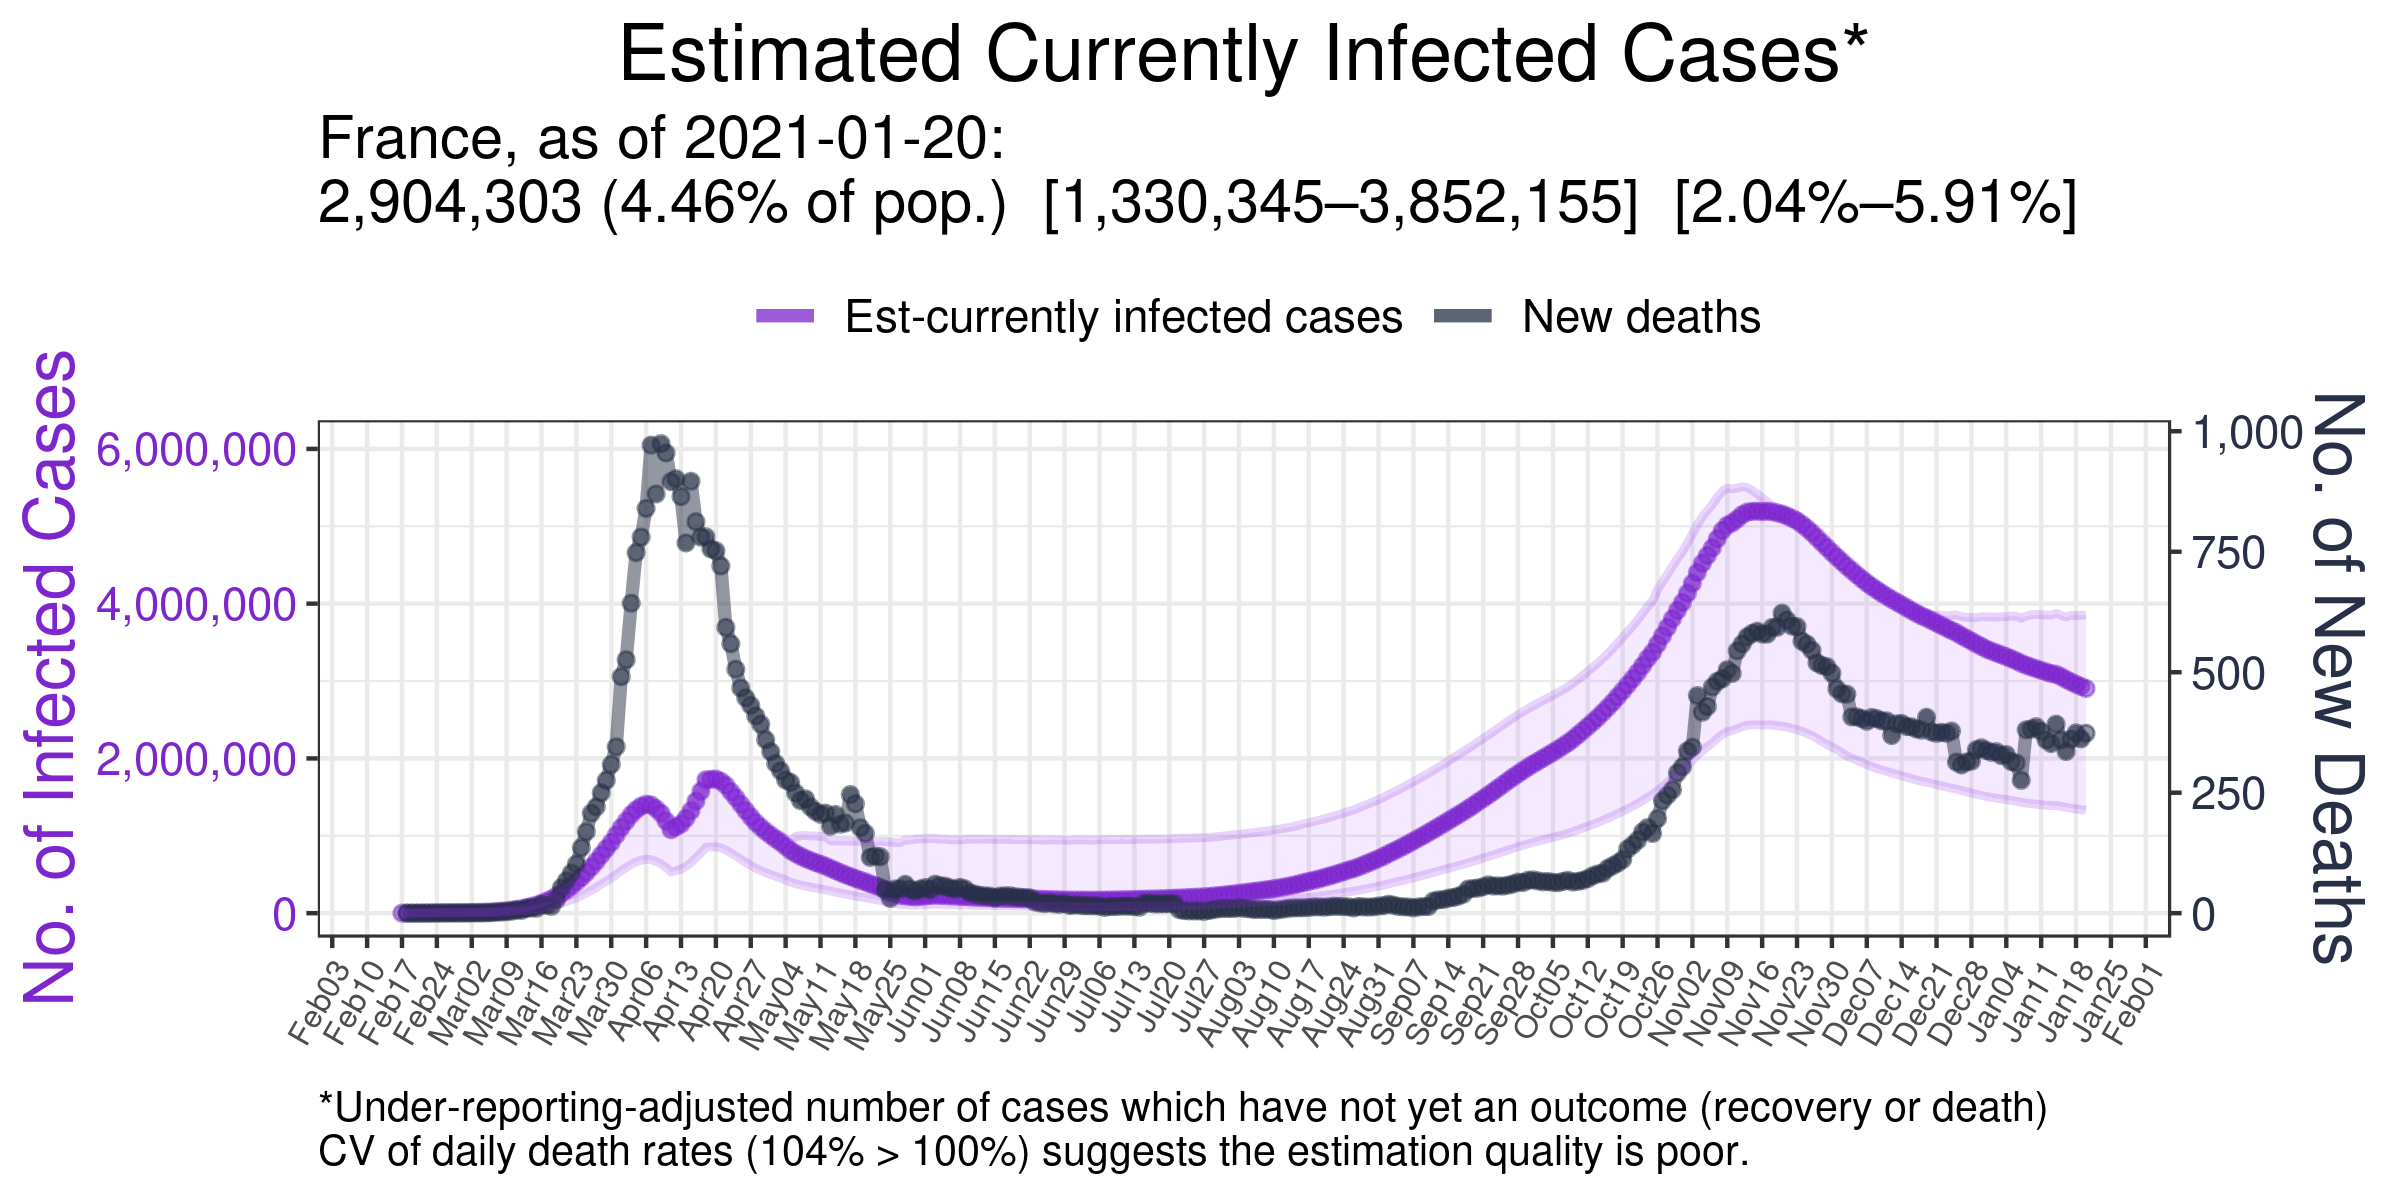 Estimated Currently Infected Cases*
France, as of 2021-01-20:
2,904,303 (4.46% of pop.) [1,330,345–3,852,155] [2.04%–5.91%]
Est-currently infected cases New deaths
No. of Infected Cases
6,000,000
4,000,000
2,000,000
0
1,000
750
500
250
0
No. of New Deaths
Feb03 Feb10 Feb17 Feb24 Mar02 Mar09 Mar16 Mar23 Mar30 Apr06 Apr13 Apr20 Apr27 May04 May11 May18 May25 Jun01 Jun08 Jun15 Jun22 Jun29 Jul06 Jul13 Jul20 Jul27 Aug03 Aug10 Aug17 Aug24 Aug31 Sep07 Sep14 Sep21 Sep28 Oct05 Oct12 Oct19 Oct26 Nov02 Nov09 Nov16 Nov23 Nov30 Dec07 Dec14 Dec21 Dec28 Jan04 Jan11 Jan18 Jan25 Feb01
*Under-reporting-adjusted number of cases which have not yet an outcome (recovery or death)
CV of daily death rates (104% > 100%) suggests the estimation quality is poor.